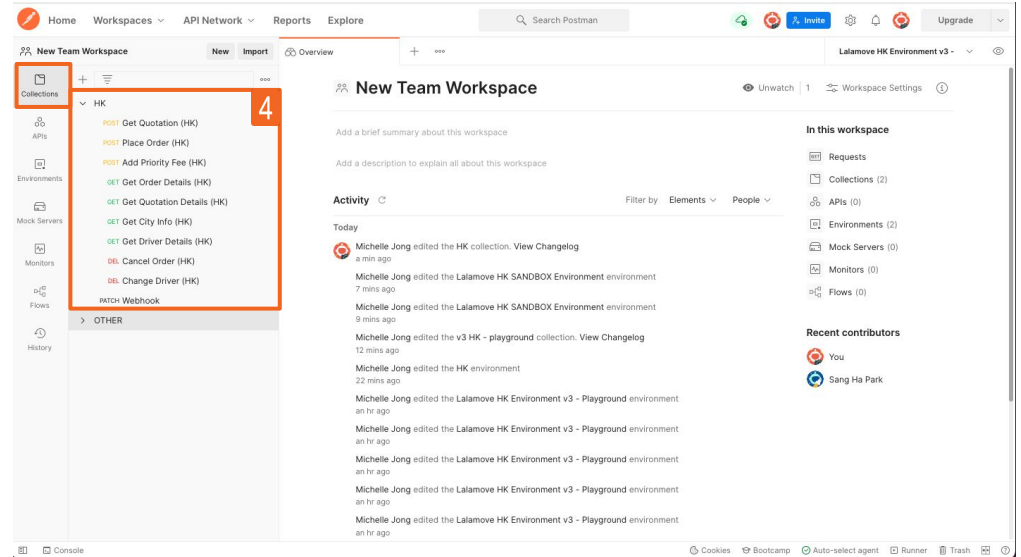 Home Workspaces API Network Reports Explore Search Postman Invite Upgrade
New Team Workspace New Import Overview Lalamove HK Environment v3 -
Collections
APIs
Environments
Mock Servers
Monitors
Flows
History
HK
4
POST Get Quotation (HK)
POST Place Order (HK)
POST Add Priority Fee (HK)
GET Get Order Details (HK)
GET Get Quotation Details (HK)
GET Get City Info (HK)
GET Get Driver Details (HK)
DEL Cancel Order (HK)
DEL Change Driver (HK)
PATCH Webhook
OTHER
New Team Workspace
Unwatch 1 Workspace Settings
Add a brief summary about this workspace
Add a description to explain all about this workspace
Activity Filter by Elements People
Today
Michelle Jong edited the HK collection. View Changelog
a min ago
Michelle Jong edited the Lalamove HK SANDBOX Environment environment
7 mins ago
Michelle Jong edited the Lalamove HK SANDBOX Environment environment
9 mins ago
Michelle Jong edited the v3 HK - playground collection. View Changelog
12 mins ago
Michelle Jong edited the HK environment
22 mins ago
Michelle Jong edited the Lalamove HK Environment v3 - Playground environment
an hr ago
Michelle Jong edited the Lalamove HK Environment v3 - Playground environment
an hr ago
Michelle Jong edited the Lalamove HK Environment v3 - Playground environment
an hr ago
Michelle Jong edited the Lalamove HK Environment v3 - Playground environment
an hr ago
Michelle Jong edited the Lalamove HK Environment v3 - Playground environment
an hr ago
In this workspace
Requests
Collections (2)
APIs (0)
Environments (2)
Mock Servers (0)
Monitors (0)
Flows (0)
Recent contributors
You
Sang Ha Park
Console Cookies Bootcamp Auto-select agent Runner Trash